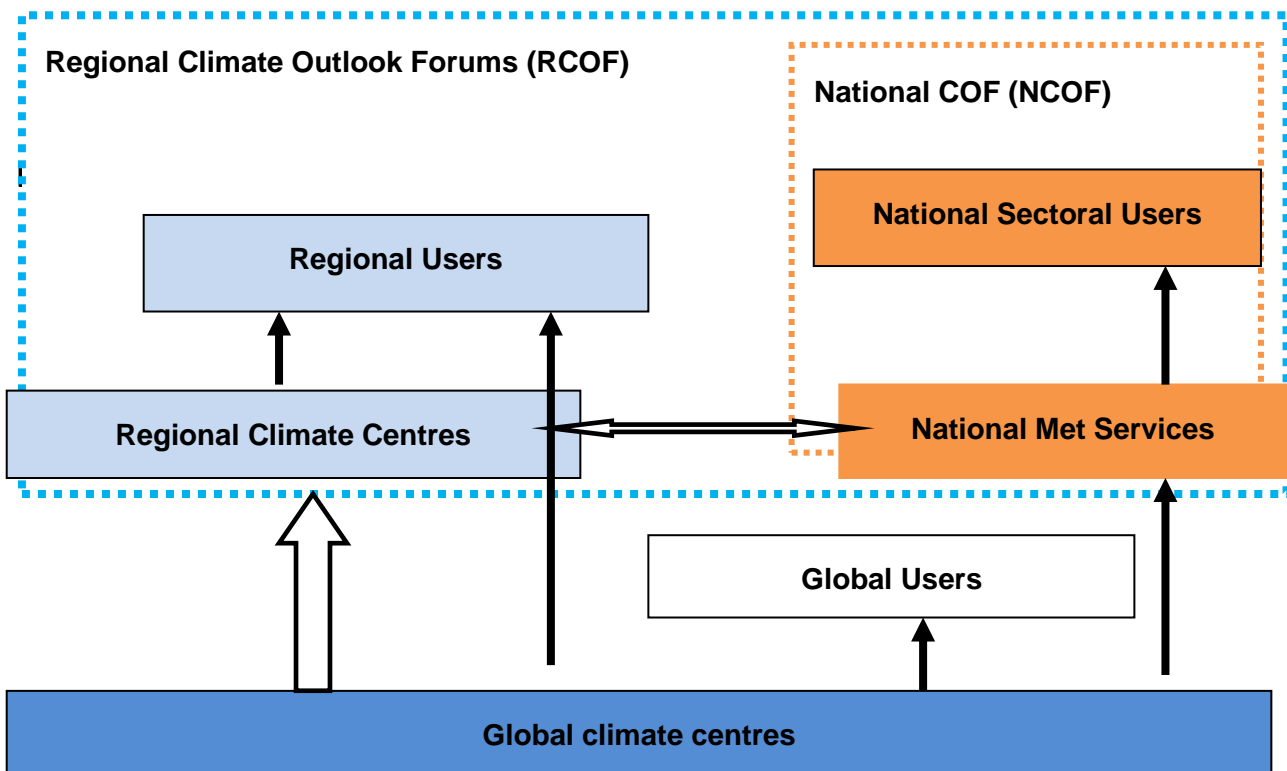 Regional Climate Outlook Forums (RCOF)
National COF (NCOF)
National Sectoral Users
Regional Users
Regional Climate Centres
National Met Services
Global Users
Global climate centres